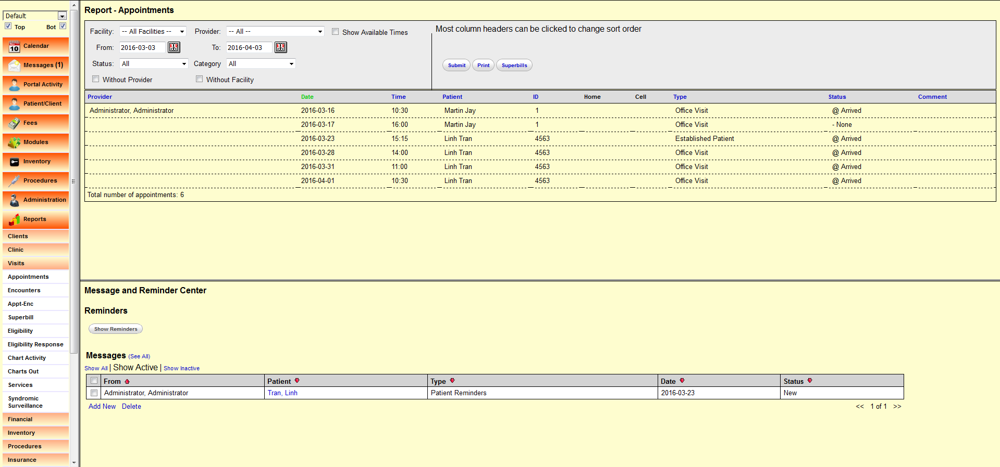 Default
Top Bot
Calendar
Messages (1)
Portal Activity
Patient/Client
Fees
Modules
Inventory
Procedures
Administration
Reports
Clients
Clinic
Visits
Appointments
Encounters
Appt-Enc
Superbill
Eligibility
Eligibility Response
Chart Activity
Charts Out
Services
Syndromic
Surveillance
Financial
Inventory
Procedures
Insurance
Report - Appointments
Facility: -- All Facilities -- Provider: -- All -- Show Available Times
From: 2016-03-03 To: 2016-04-03
Status: All Category All
Without Provider Without Facility
Most column headers can be clicked to change sort order
Submit Print Superbills
Provider Date Time Patient ID Home Cell Type Status Comment
Administrator, Administrator 2016-03-16 10:30 Martin Jay 1 Office Visit @ Arrived
2016-03-17 16:00 Martin Jay 1 Office Visit - None
2016-03-23 15:15 Linh Tran 4563 Established Patient @ Arrived
2016-03-28 14:00 Linh Tran 4563 Office Visit @ Arrived
2016-03-31 11:00 Linh Tran 4563 Office Visit @ Arrived
2016-04-01 10:30 Linh Tran 4563 Office Visit @ Arrived
Total number of appointments: 6
Message and Reminder Center
Reminders
Show Reminders
Messages (See All)
Show All | Show Active | Show Inactive
From Patient Type Date Status
Administrator, Administrator Tran, Linh Patient Reminders 2016-03-23 New
Add New Delete << 1 of 1 >>